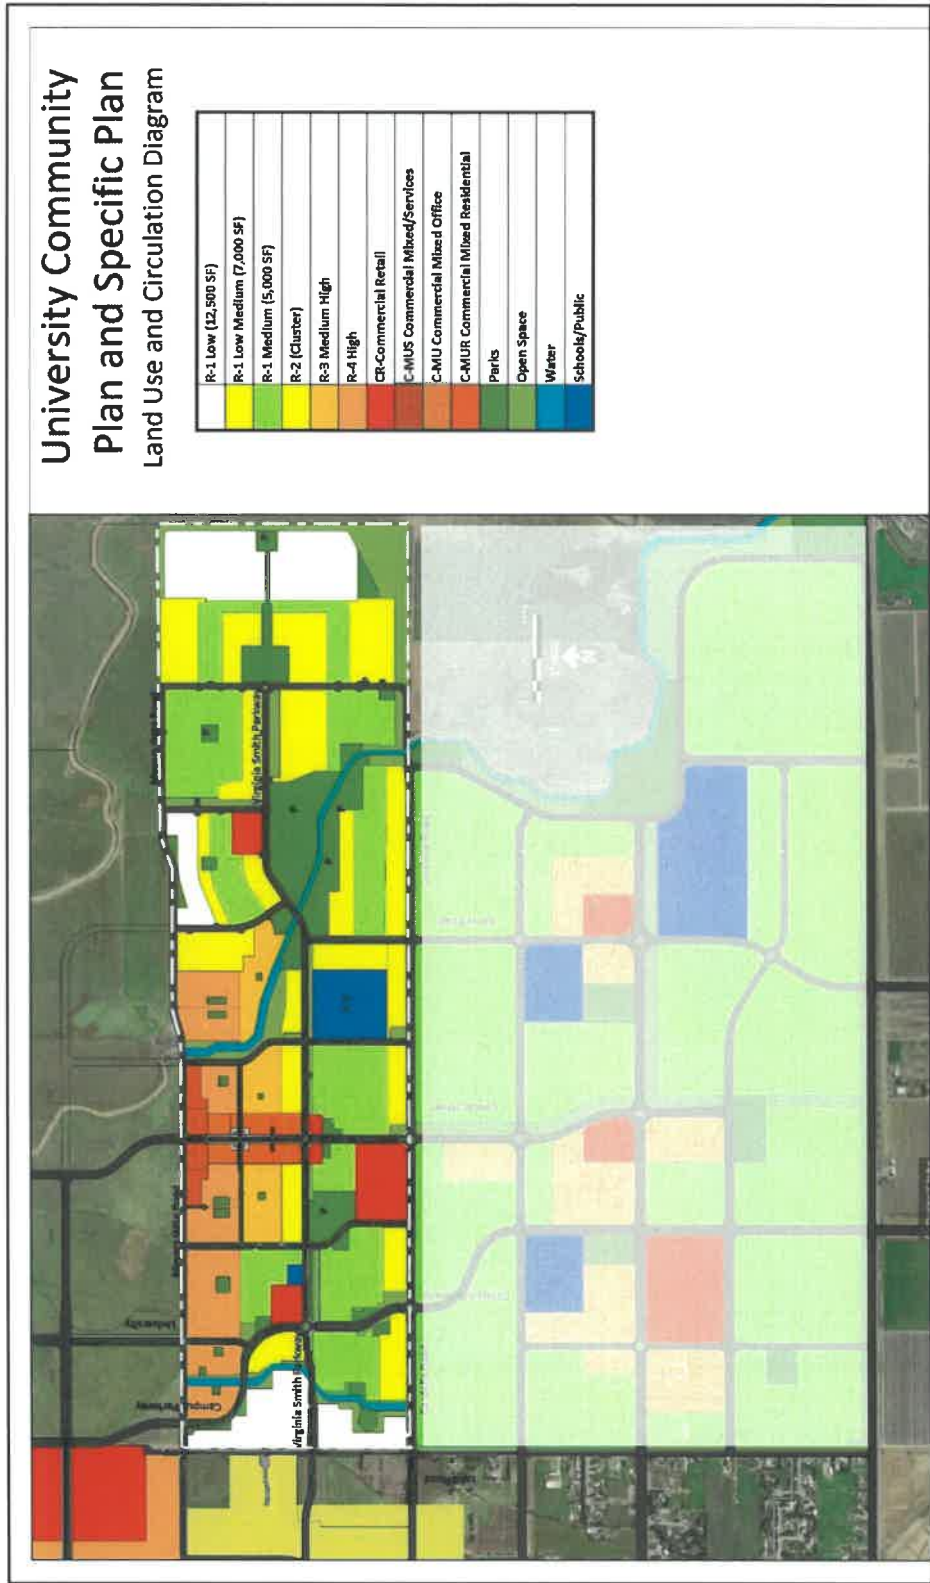 University Community
Plan and Specific Plan
Land Use and Circulation Diagram
R-1 Low (12,500 SF)
R-1 Low Medium (7,000 SF)
R-1 Medium (5,000 SF)
R-2 (Cluster)
R-3 Medium High
R-4 High
CR-Commercial Retail
C-MUS Commercial Mixed/Services
C-MU Commercial Mixed Office
C-MUR Commercial Mixed Residential
Parks
Open Space
Water
Schools/Public
Virginia Smith Parkway
University
Campus Parkway
Virginia Smith Parkway